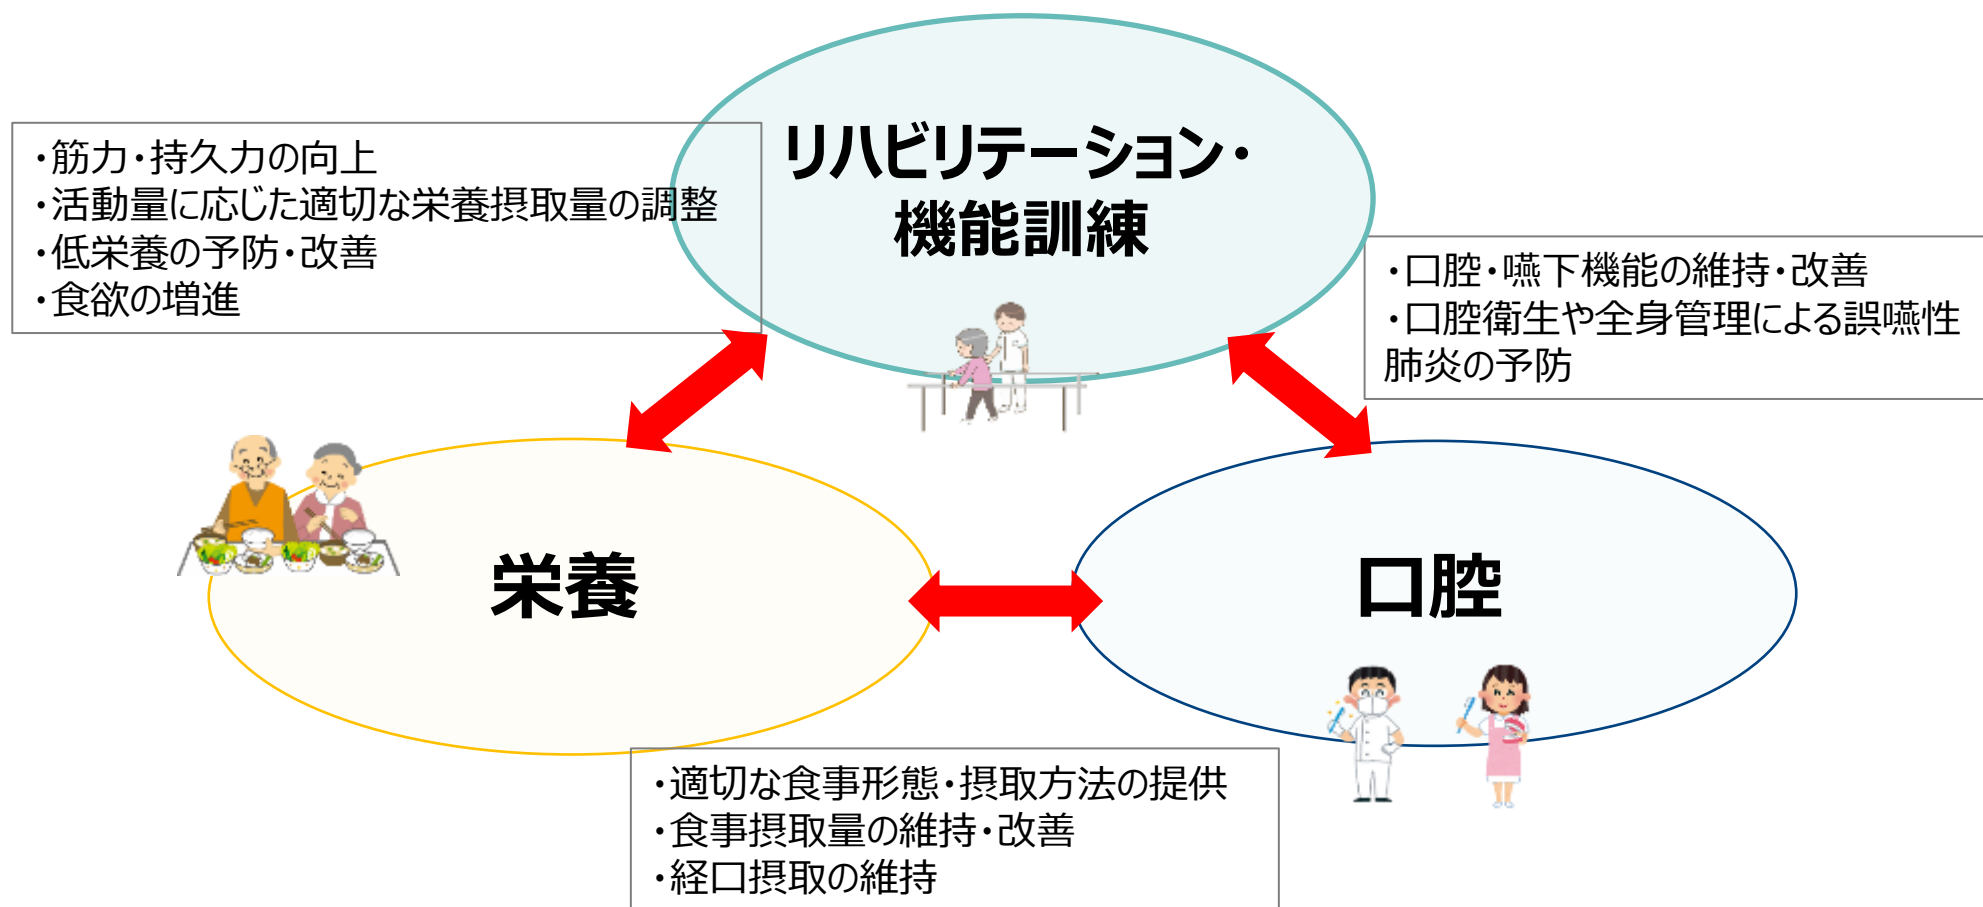 リハビリテーション・
機能訓練
・筋力・持久力の向上
・活動量に応じた適切な栄養摂取量の調整
・低栄養の予防・改善
・食欲の増進
・口腔・嚥下機能の維持・改善
・口腔衛生や全身管理による誤嚥性
肺炎の予防
栄養
口腔
・適切な食事形態・摂取方法の提供
・食事摂取量の維持・改善
・経口摂取の維持